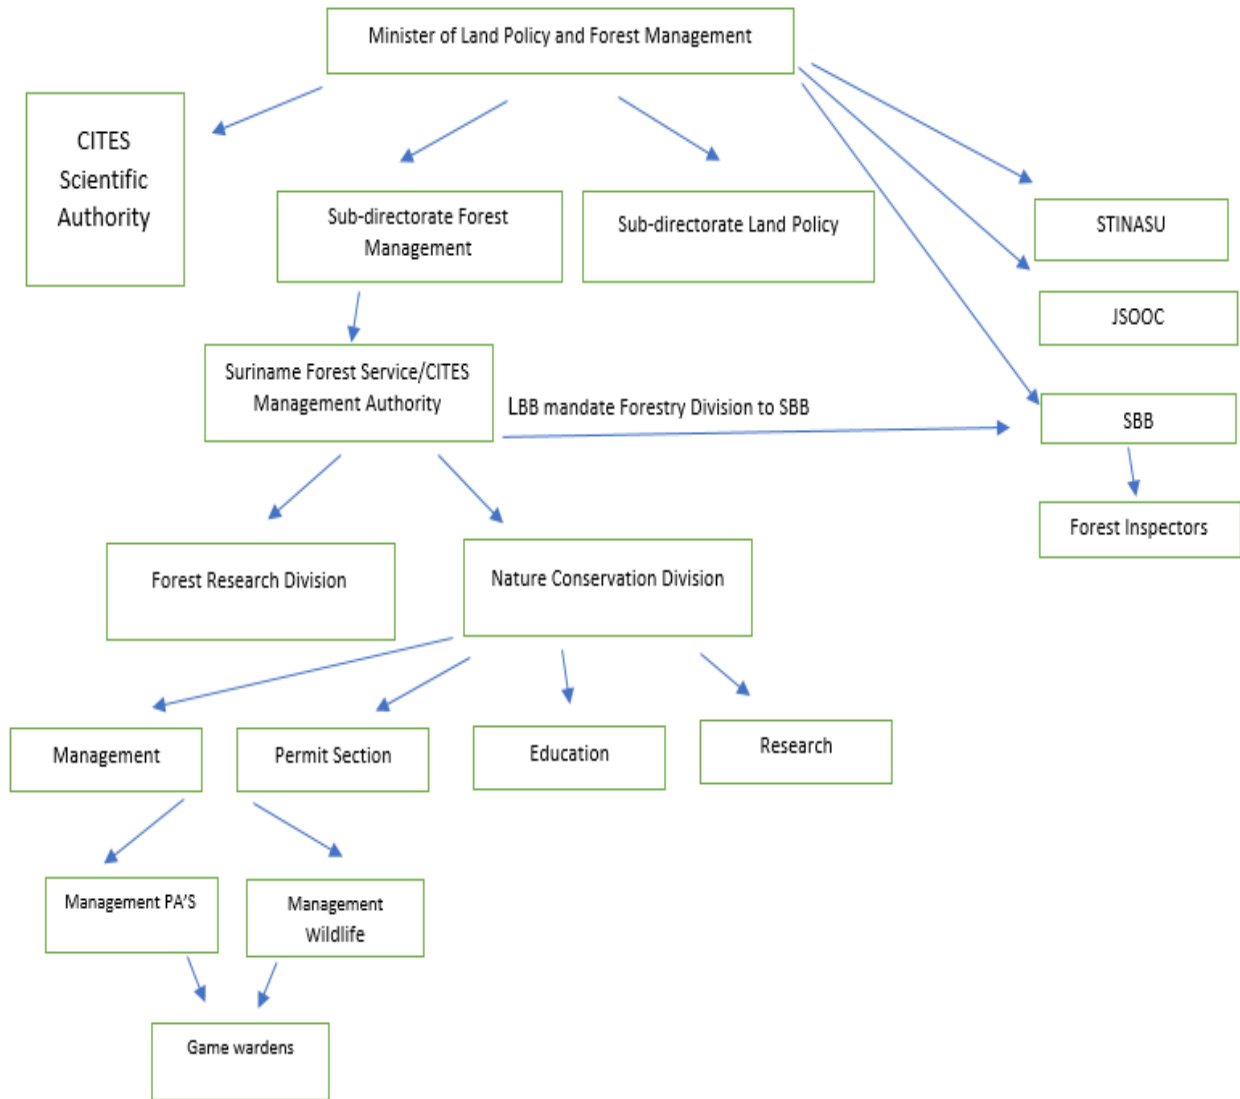 Minister of Land Policy and Forest Management
CITES
Scientific
Authority
Sub-directorate Forest
Management
Sub-directorate Land Policy
STINASU
JSOOC
Suriname Forest Service/CITES
Management Authority
LBB mandate Forestry Division to SBB
SBB
Forest Inspectors
Forest Research Division
Nature Conservation Division
Management
Permit Section
Education
Research
Management PA'S
Management
Wildlife
Game wardens